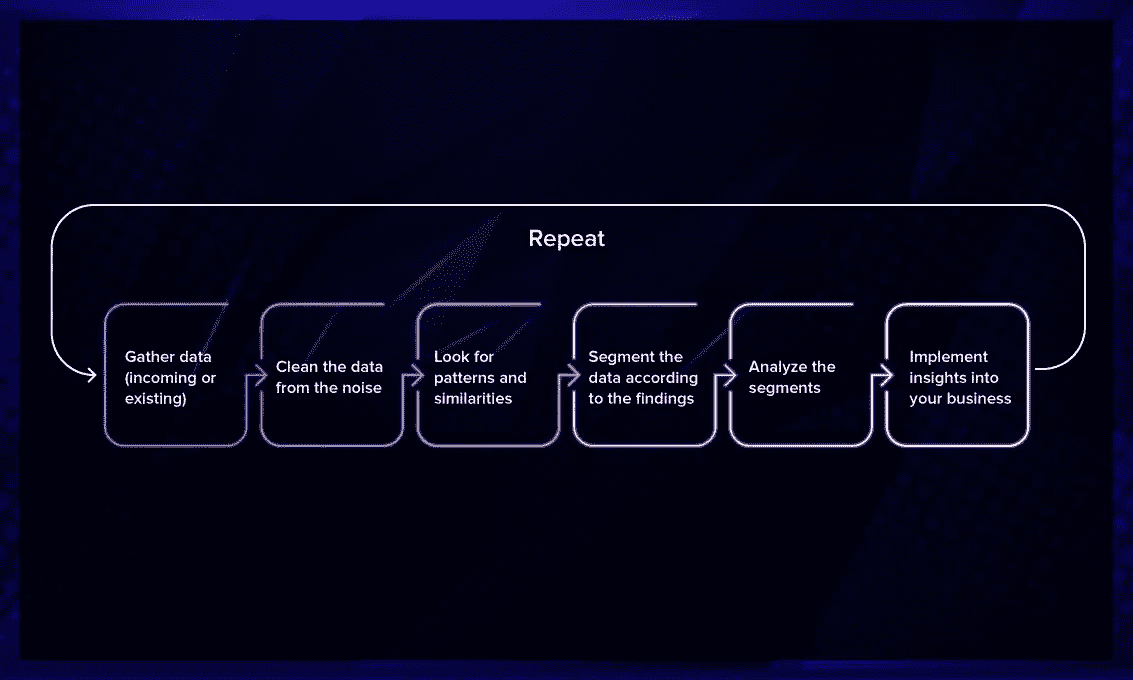 Repeat
Gather data
(incoming or
existing)
Clean the data
from the noise
Look for
patterns and
similarities
Segment the
data according
to the findings
Analyze the
segments
Implement
insights into
your business